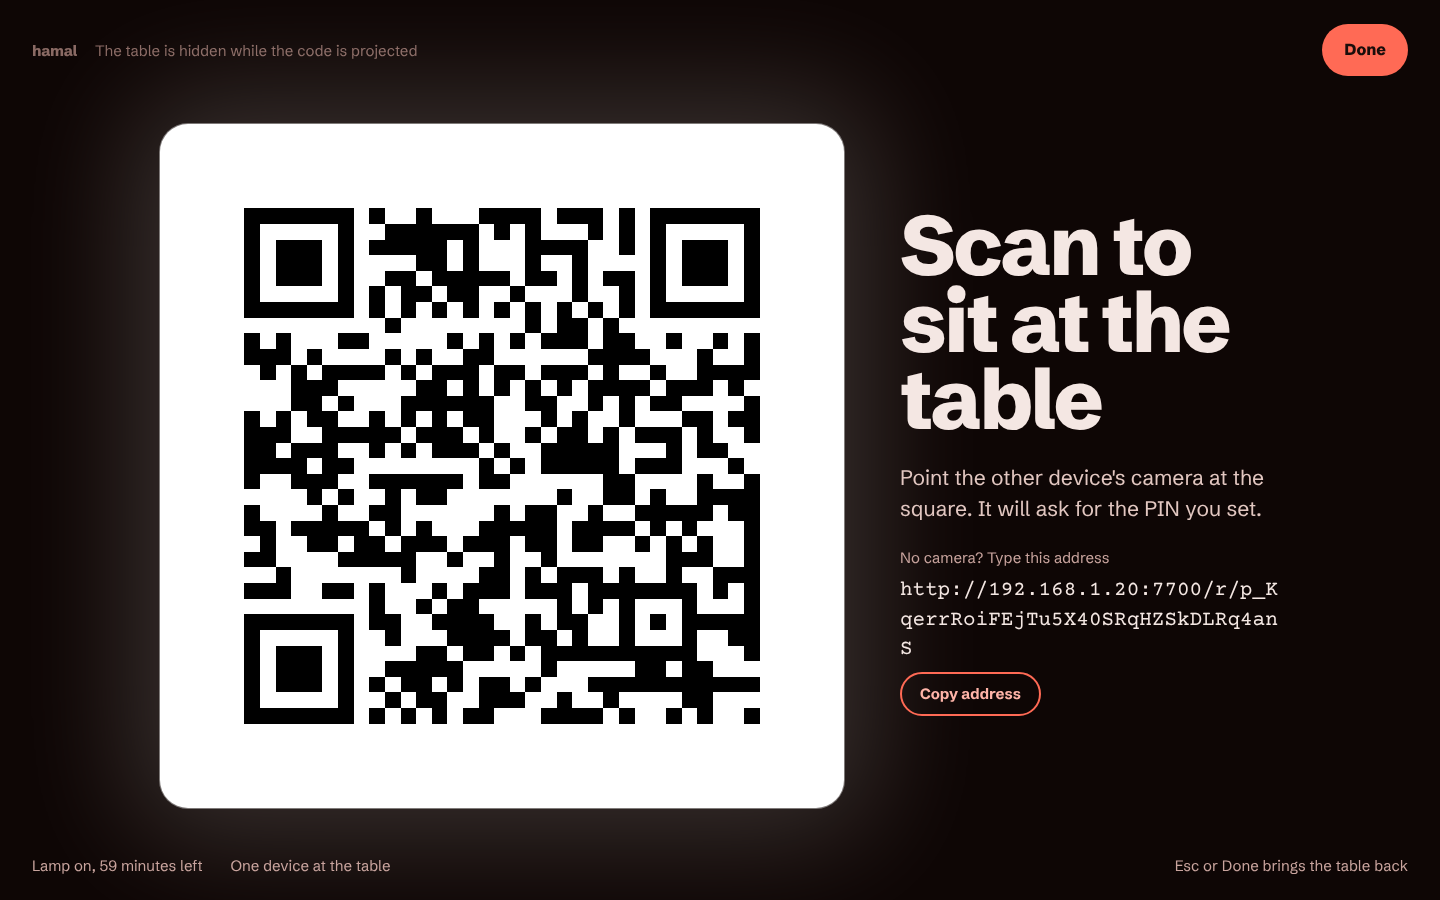 hamal The table is hidden while the code is projected
Done
Scan to
sit at the
table
Point the other device's camera at the
square. It will ask for the PIN you set.
No camera? Type this address
http://192.168.1.20:7700/r/p_K
qerrRoiFEjTu5X40SRqHZSkDLRq4an
S
Copy address
Lamp on, 59 minutes left One device at the table
Esc or Done brings the table back